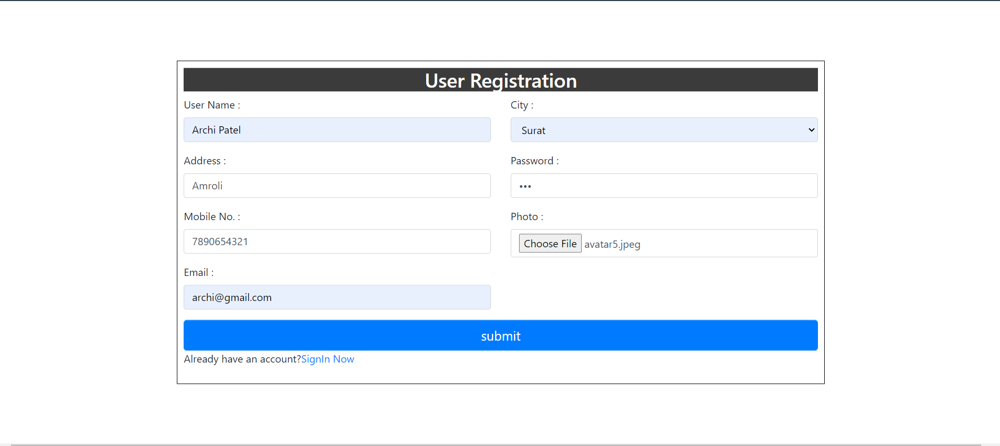 User Registration
User Name :
Archi Patel
City :
Surat
Address :
Amroli
Password :
•••
Mobile No. :
7890654321
Photo :
Choose File avatar5.jpeg
Email :
archi@gmail.com
submit
Already have an account?SignIn Now